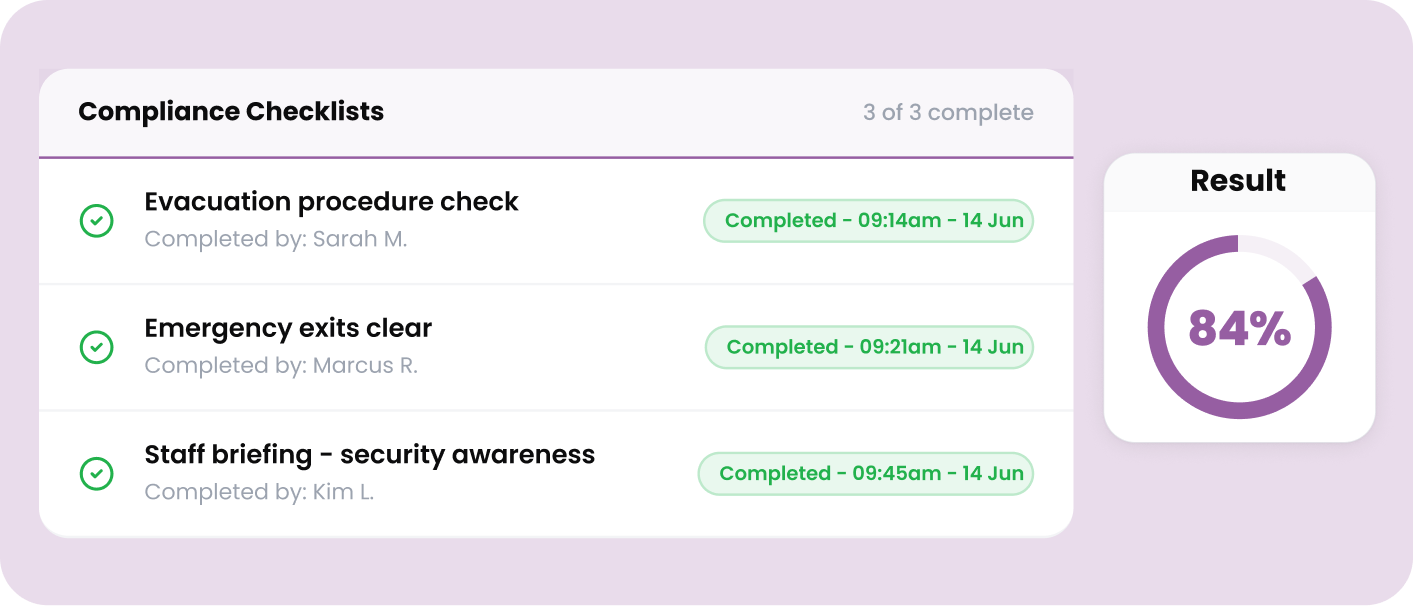 Compliance Checklists
3 of 3 complete
Evacuation procedure check
Completed by: Sarah M.
Completed - 09:14am - 14 Jun
Emergency exits clear
Completed by: Marcus R.
Completed - 09:21am - 14 Jun
Staff briefing - security awareness
Completed by: Kim L.
Completed - 09:45am - 14 Jun
Result
84%